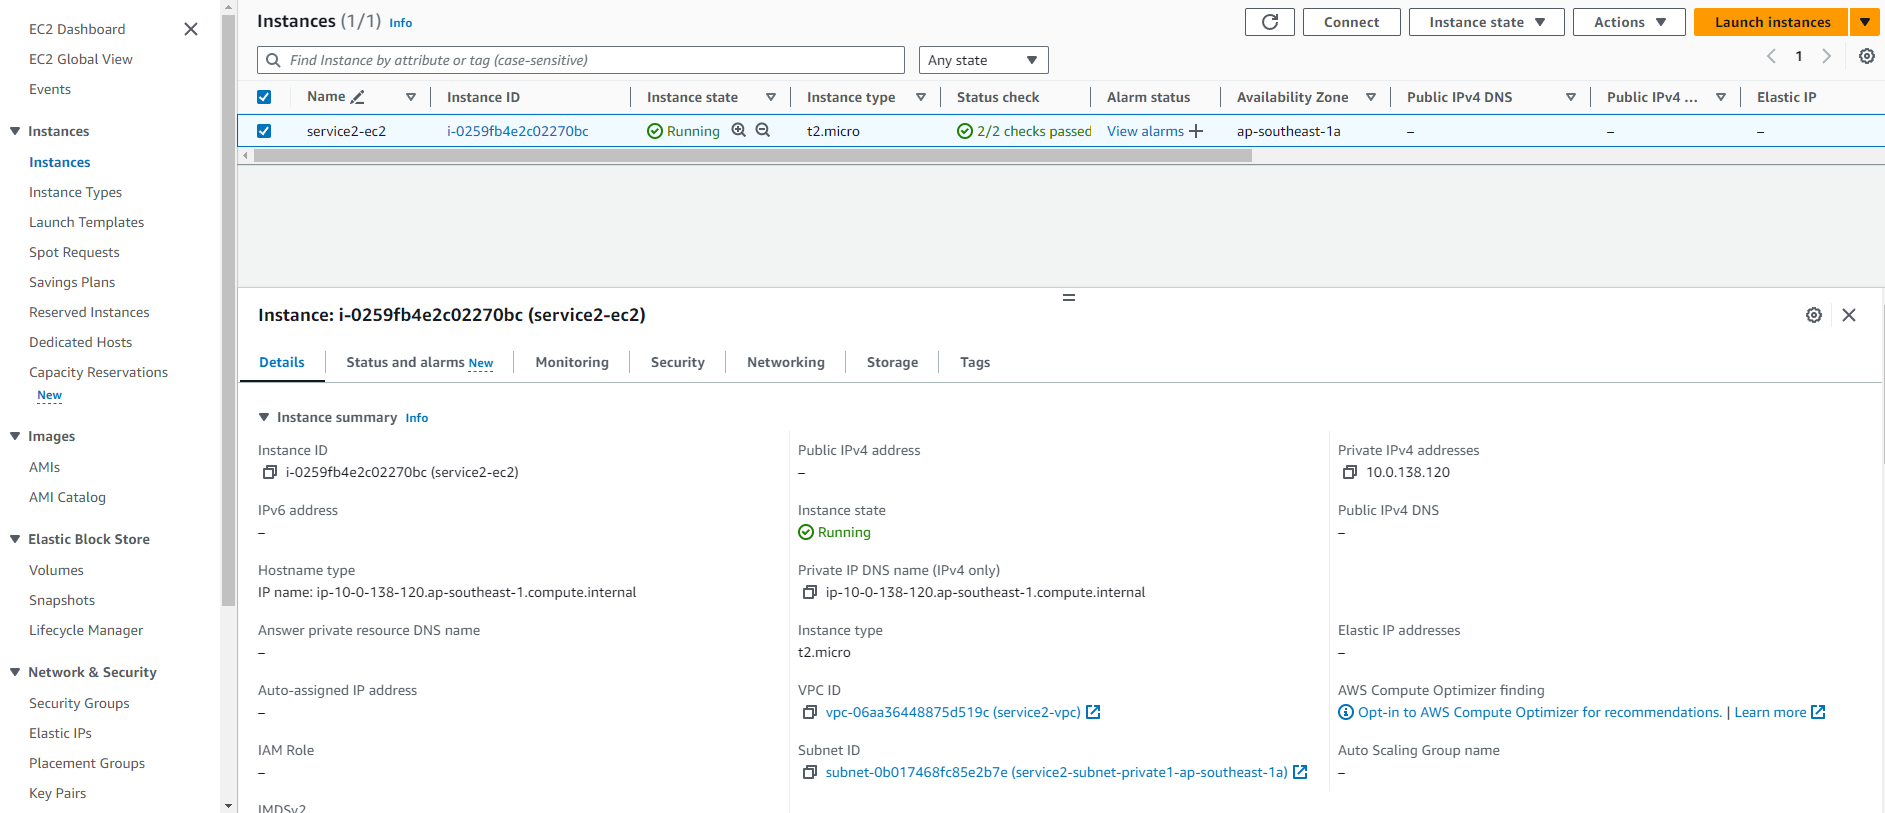 EC2 Dashboard
EC2 Global View
Events
Instances
Instances
Instance Types
Launch Templates
Spot Requests
Savings Plans
Reserved Instances
Dedicated Hosts
Capacity Reservations
New
Images
AMIs
AMI Catalog
Elastic Block Store
Volumes
Snapshots
Lifecycle Manager
Network & Security
Security Groups
Elastic IPs
Placement Groups
Key Pairs
Instances (1/1) Info
Connect
Instance state
Actions
Launch instances
Find Instance by attribute or tag (case-sensitive)
Any state
1
Name Instance ID Instance state Instance type Status check Alarm status Availability Zone Public IPv4 DNS Public IPv4 ... Elastic IP
service2-ec2 i-0259fb4e2c02270bc Running t2.micro 2/2 checks passed View alarms ap-southeast-1a – – –
Instance: i-0259fb4e2c02270bc (service2-ec2)
Details Status and alarms New Monitoring Security Networking Storage Tags
Instance summary Info
Instance ID
i-0259fb4e2c02270bc (service2-ec2)
Public IPv4 address
–
Private IPv4 addresses
10.0.138.120
IPv6 address
–
Instance state
Running
Public IPv4 DNS
–
Hostname type
IP name: ip-10-0-138-120.ap-southeast-1.compute.internal
Private IP DNS name (IPv4 only)
ip-10-0-138-120.ap-southeast-1.compute.internal
Answer private resource DNS name
–
Instance type
t2.micro
Elastic IP addresses
–
Auto-assigned IP address
–
VPC ID
vpc-06aa36448875d519c (service2-vpc)
AWS Compute Optimizer finding
Opt-in to AWS Compute Optimizer for recommendations. | Learn more
IAM Role
–
Subnet ID
subnet-0b017468fc85e2b7e (service2-subnet-private1-ap-southeast-1a)
Auto Scaling Group name
–
IMDSv2